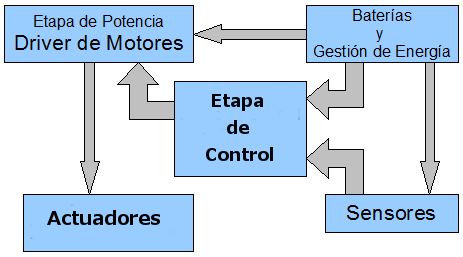 Etapa de Potencia
Driver de Motores
Baterías
y
Gestión de Energía
Etapa
de
Control
Actuadores
Sensores